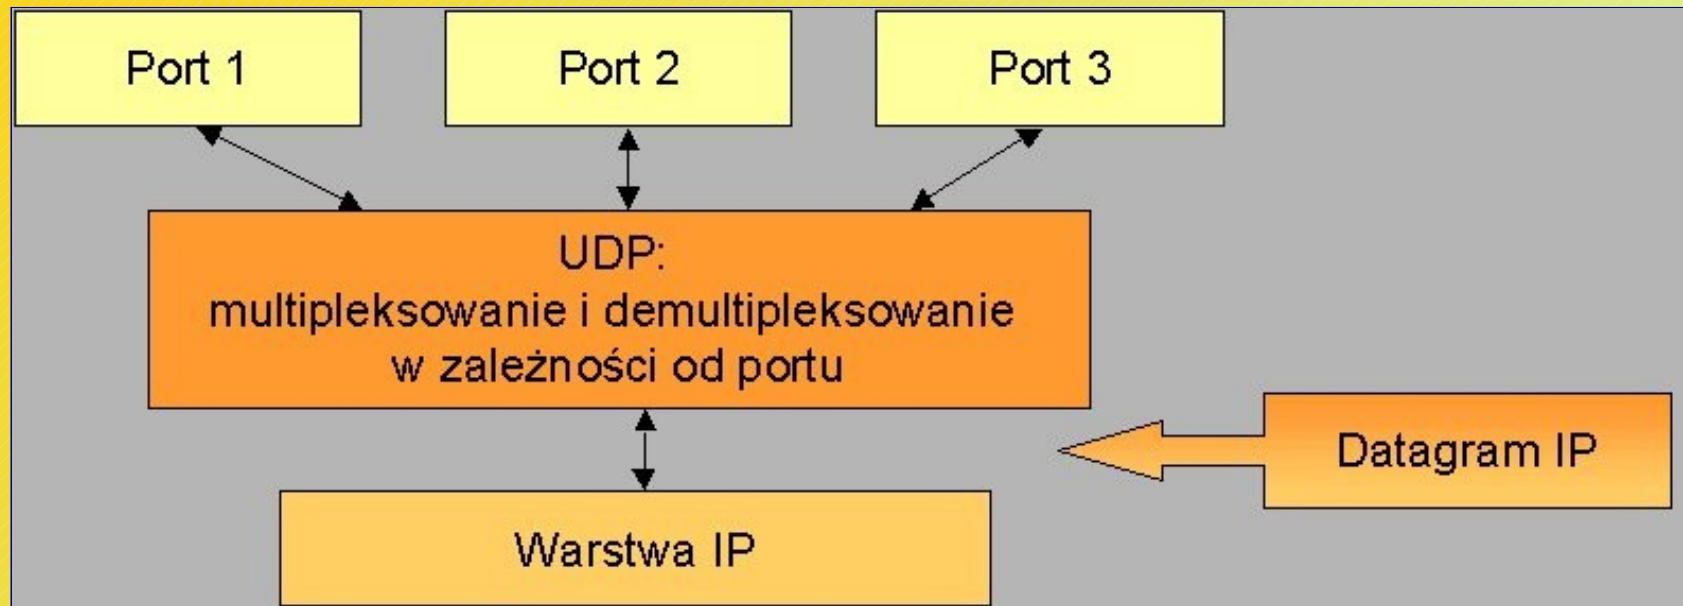 Port 1
Port 2
Port 3
UDP:
multipleksowanie i demultipleksowanie
w zależności od portu
Datagram IP
Warstwa IP